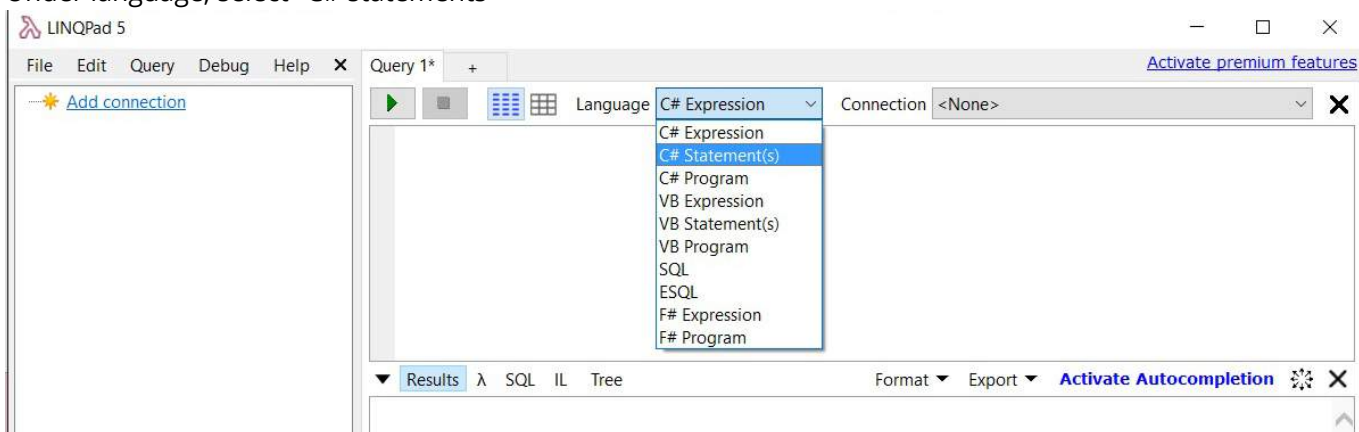 LINQPad 5
File Edit Query Debug Help
Query 1* +
Activate premium features
Add connection
Language C# Expression Connection <None>
C# Expression
C# Statement(s)
C# Program
VB Expression
VB Statement(s)
VB Program
SQL
ESQL
F# Expression
F# Program
Results λ SQL IL Tree Format Export Activate Autocompletion